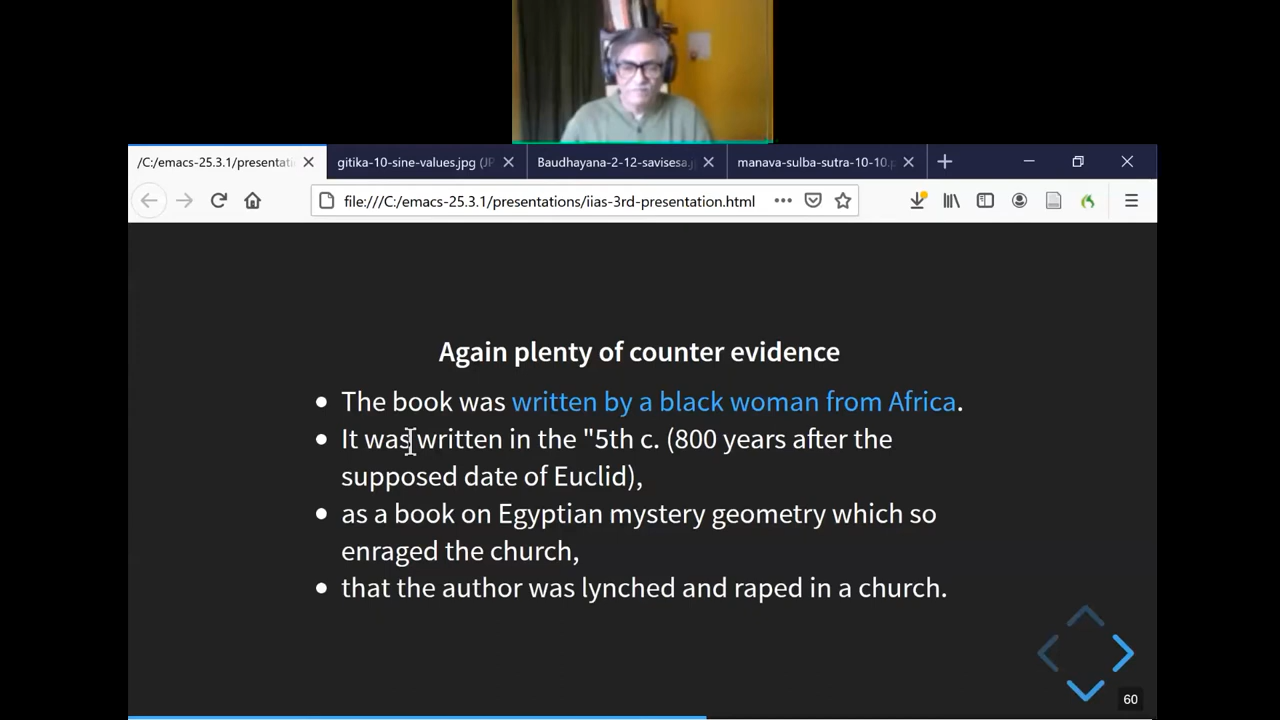 /C:/emacs-25.3.1/presentati
gitika-10-sine-values.jpg (JP
Baudhayana-2-12-savisesa.j
manava-sulba-sutra-10-10.p
file:///C:/emacs-25.3.1/presentations/iias-3rd-presentation.html
Again plenty of counter evidence
The book was written by a black woman from Africa.
It was written in the "5th c. (800 years after the
supposed date of Euclid),
as a book on Egyptian mystery geometry which so
enraged the church,
that the author was lynched and raped in a church.
60